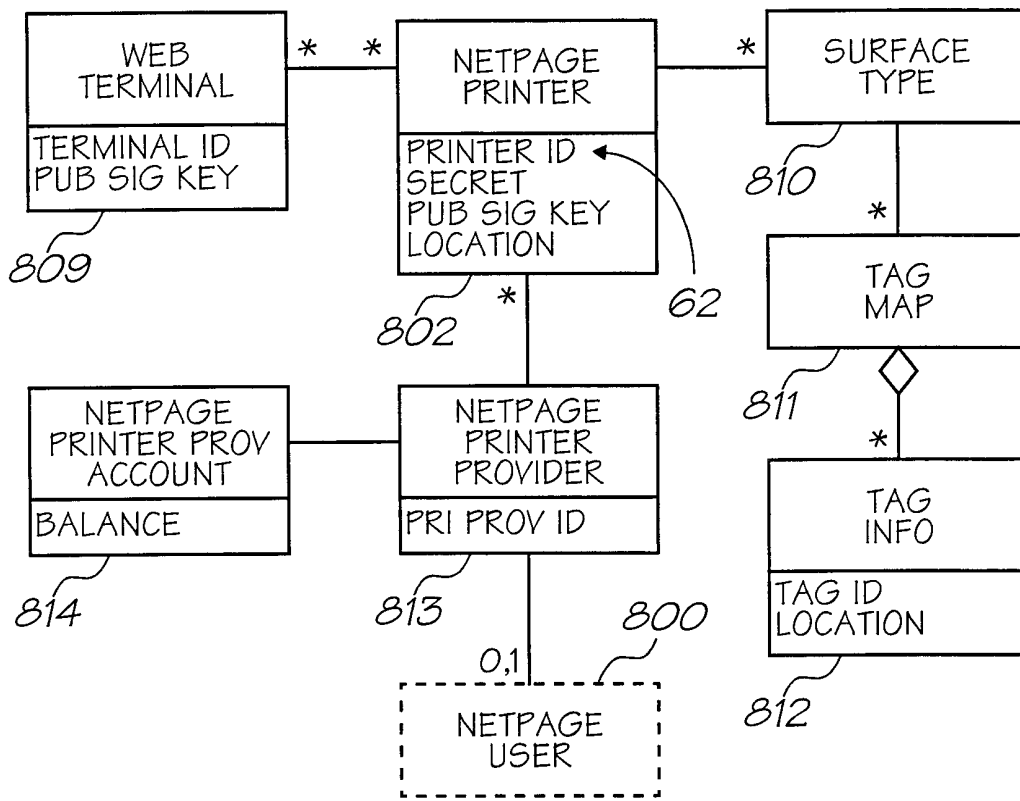 WEB
TERMINAL
TERMINAL ID
PUB SIG KEY
809
* *
NETPAGE
PRINTER
PRINTER ID
SECRET
PUB SIG KEY
LOCATION
802
62
*
*
SURFACE
TYPE
810
*
TAG
MAP
811
*
TAG
INFO
TAG ID
LOCATION
812
NETPAGE
PRINTER PROV
ACCOUNT
BALANCE
814
NETPAGE
PRINTER
PROVIDER
PRI PROV ID
813
0,1
800
NETPAGE
USER